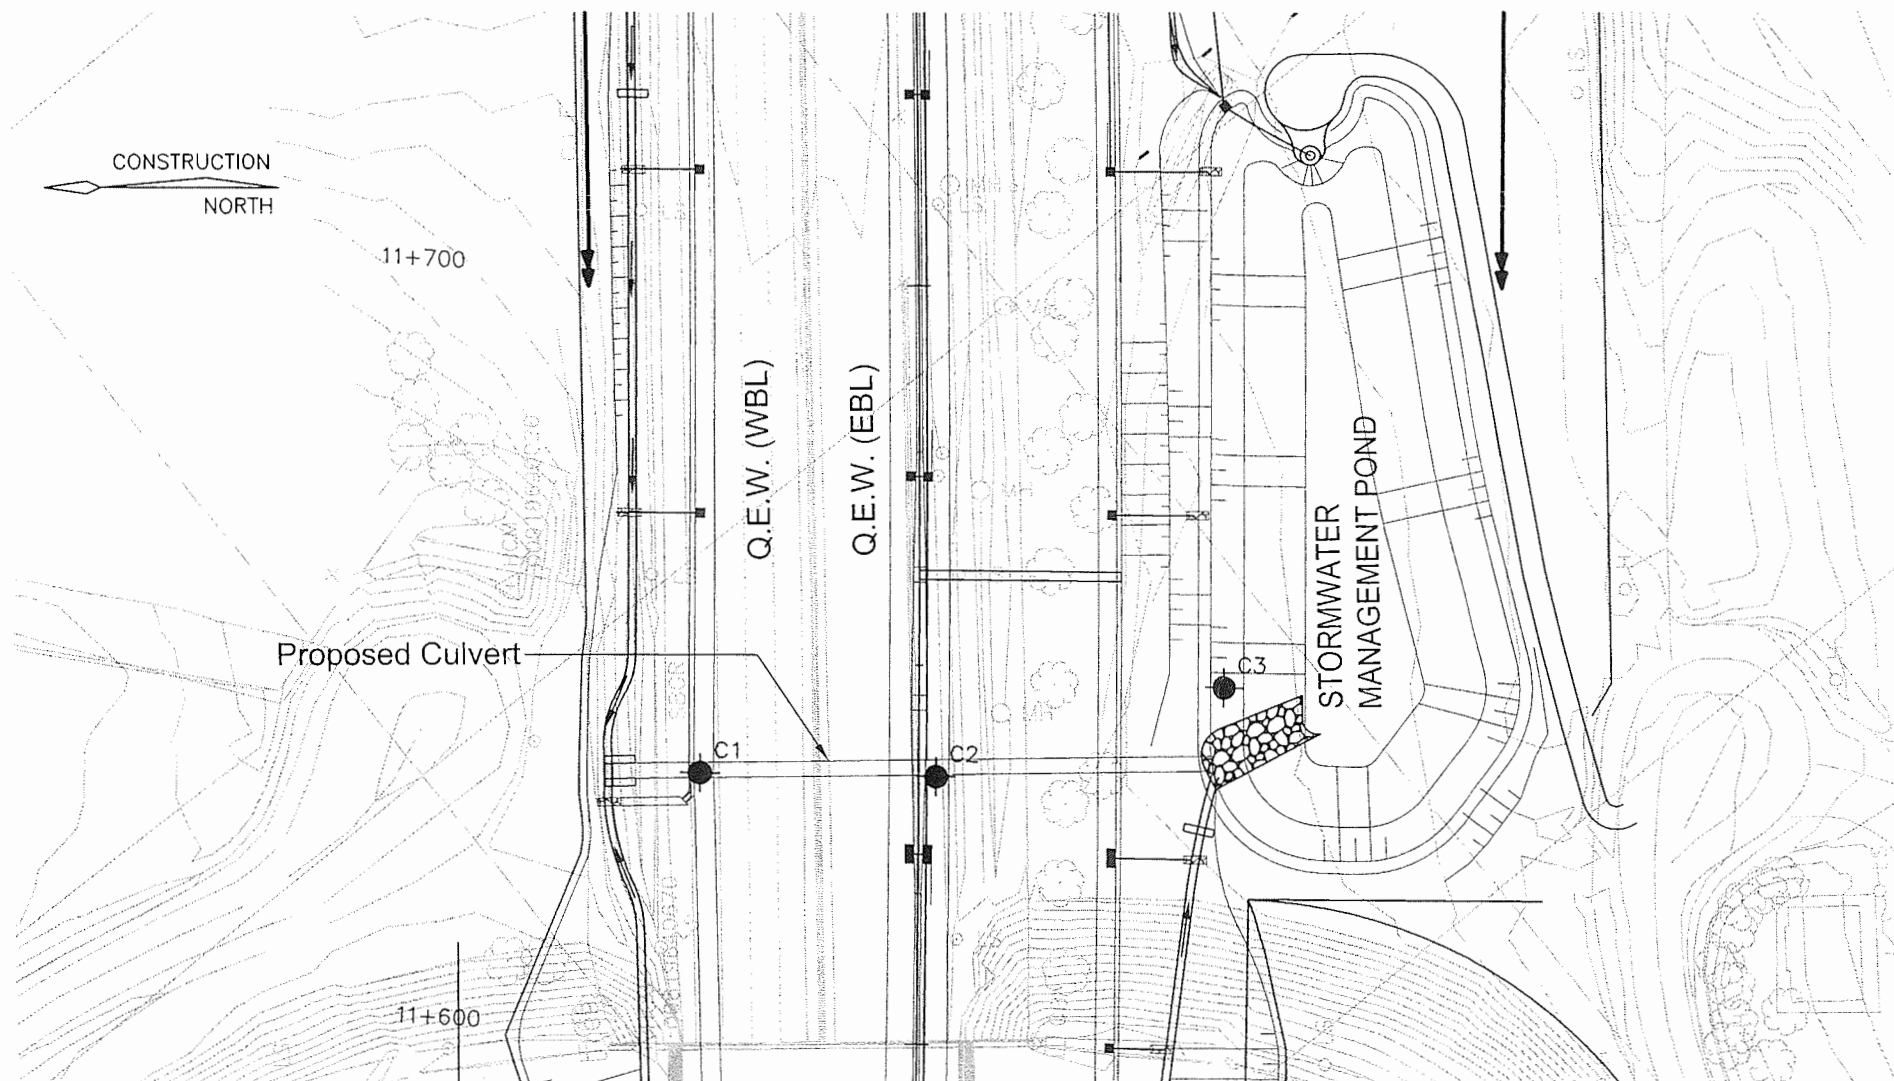 CONSTRUCTION
NORTH
11+700
Q.E.W. (WBL)
Q.E.W. (EBL)
STORMWATER
MANAGEMENT POND
Proposed Culvert
C3
C1
C2
11+600